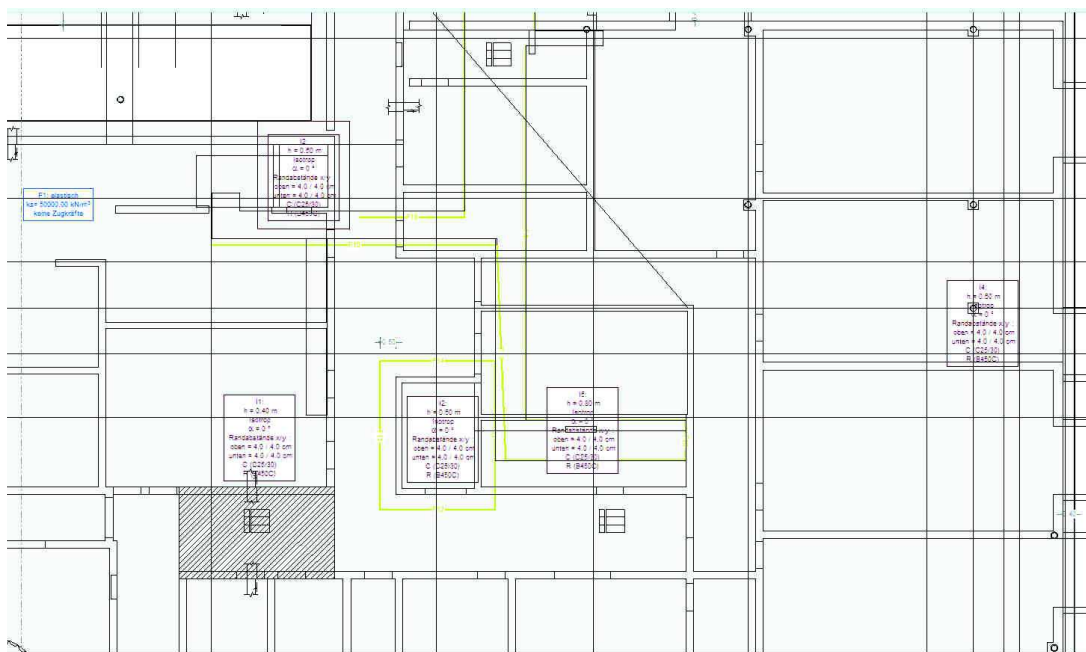 I2:
h = 0.50 m
Isotrop
α = 0 °
Randabstände x/y
oben = 4.0 / 4.0 cm
unten = 4.0 / 4.0 cm
C (C25/30)
R (B450C)
F1: elastisch
ks= 50000.00 kN/m³
keine Zugkräfte
I4:
h = 0.50 m
Isotrop
α = 0 °
Randabstände x/y
oben = 4.0 / 4.0 cm
unten = 4.0 / 4.0 cm
C (C25/30)
R (B450C)
I1:
h = 0.40 m
Isotrop
α = 0 °
Randabstände x/y
oben = 4.0 / 4.0 cm
unten = 4.0 / 4.0 cm
C (C25/30)
R (B450C)
I2:
h = 0.50 m
Isotrop
α = 0 °
Randabstände x/y
oben = 4.0 / 4.0 cm
unten = 4.0 / 4.0 cm
C (C25/30)
R (B450C)
I5:
h = 0.80 m
Isotrop
α = 0 °
Randabstände x/y
oben = 4.0 / 4.0 cm
unten = 4.0 / 4.0 cm
C (C25/30)
R (B450C)